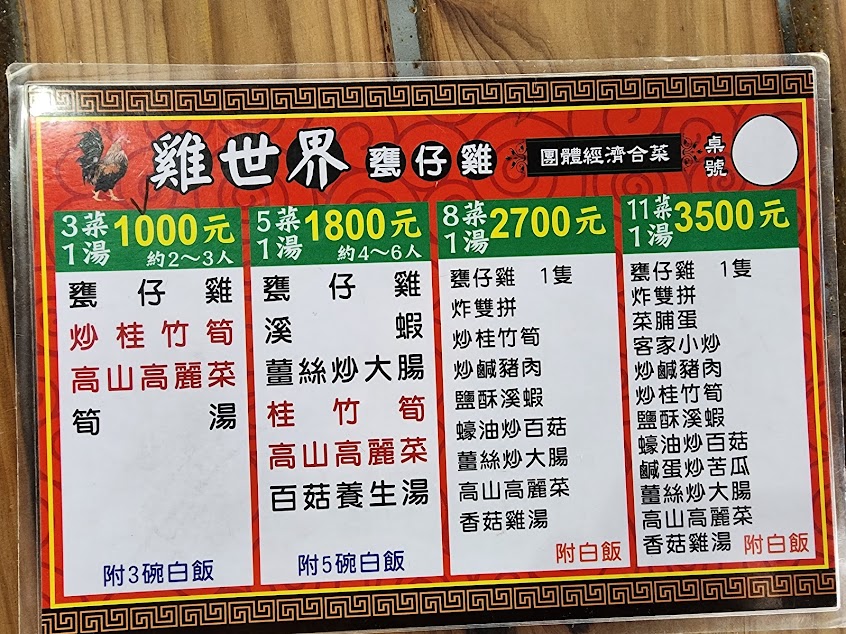 雞世界 甕仔雞 團體經濟合菜 桌號
3菜1湯 1000元
約2~3人
甕仔雞
炒桂竹筍
高山高麗菜
筍湯
附3碗白飯
5菜1湯 1800元
約4~6人
甕仔雞
溪蝦
薑絲炒大腸
桂竹筍
高山高麗菜
百菇養生湯
附5碗白飯
8菜1湯 2700元
甕仔雞 1隻
炸雙拼
炒桂竹筍
炒鹹豬肉
鹽酥溪蝦
蠔油炒百菇
薑絲炒大腸
高山高麗菜
香菇雞湯
附白飯
11菜1湯 3500元
甕仔雞 1隻
炸雙拼
菜脯蛋
客家小炒
炒鹹豬肉
炒桂竹筍
鹽酥溪蝦
蠔油炒百菇
鹹蛋炒苦瓜
薑絲炒大腸
高山高麗菜
香菇雞湯 附白飯